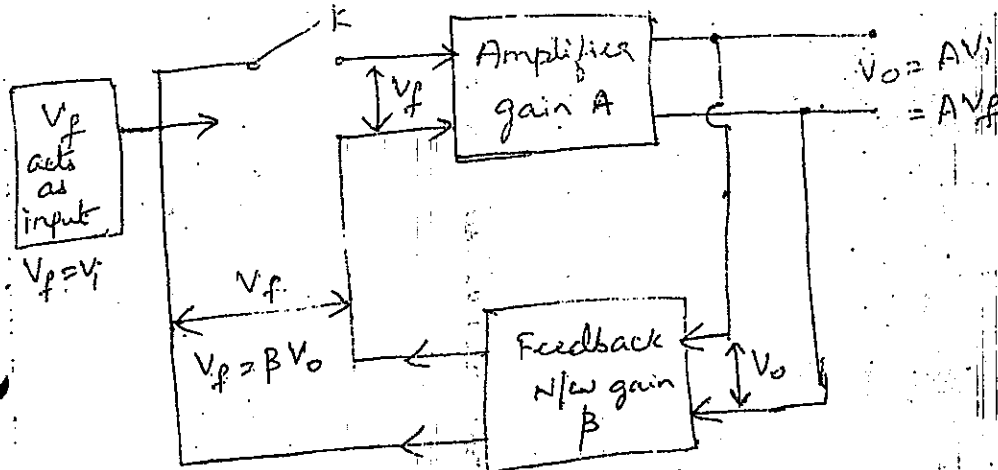 K
Amplifier
gain A
Vf
Vo = AVi
= AVf
Vf
acts
as
input
Vf = Vi
Vf
Vf = βVo
Feedback
N/w gain
β
Vo